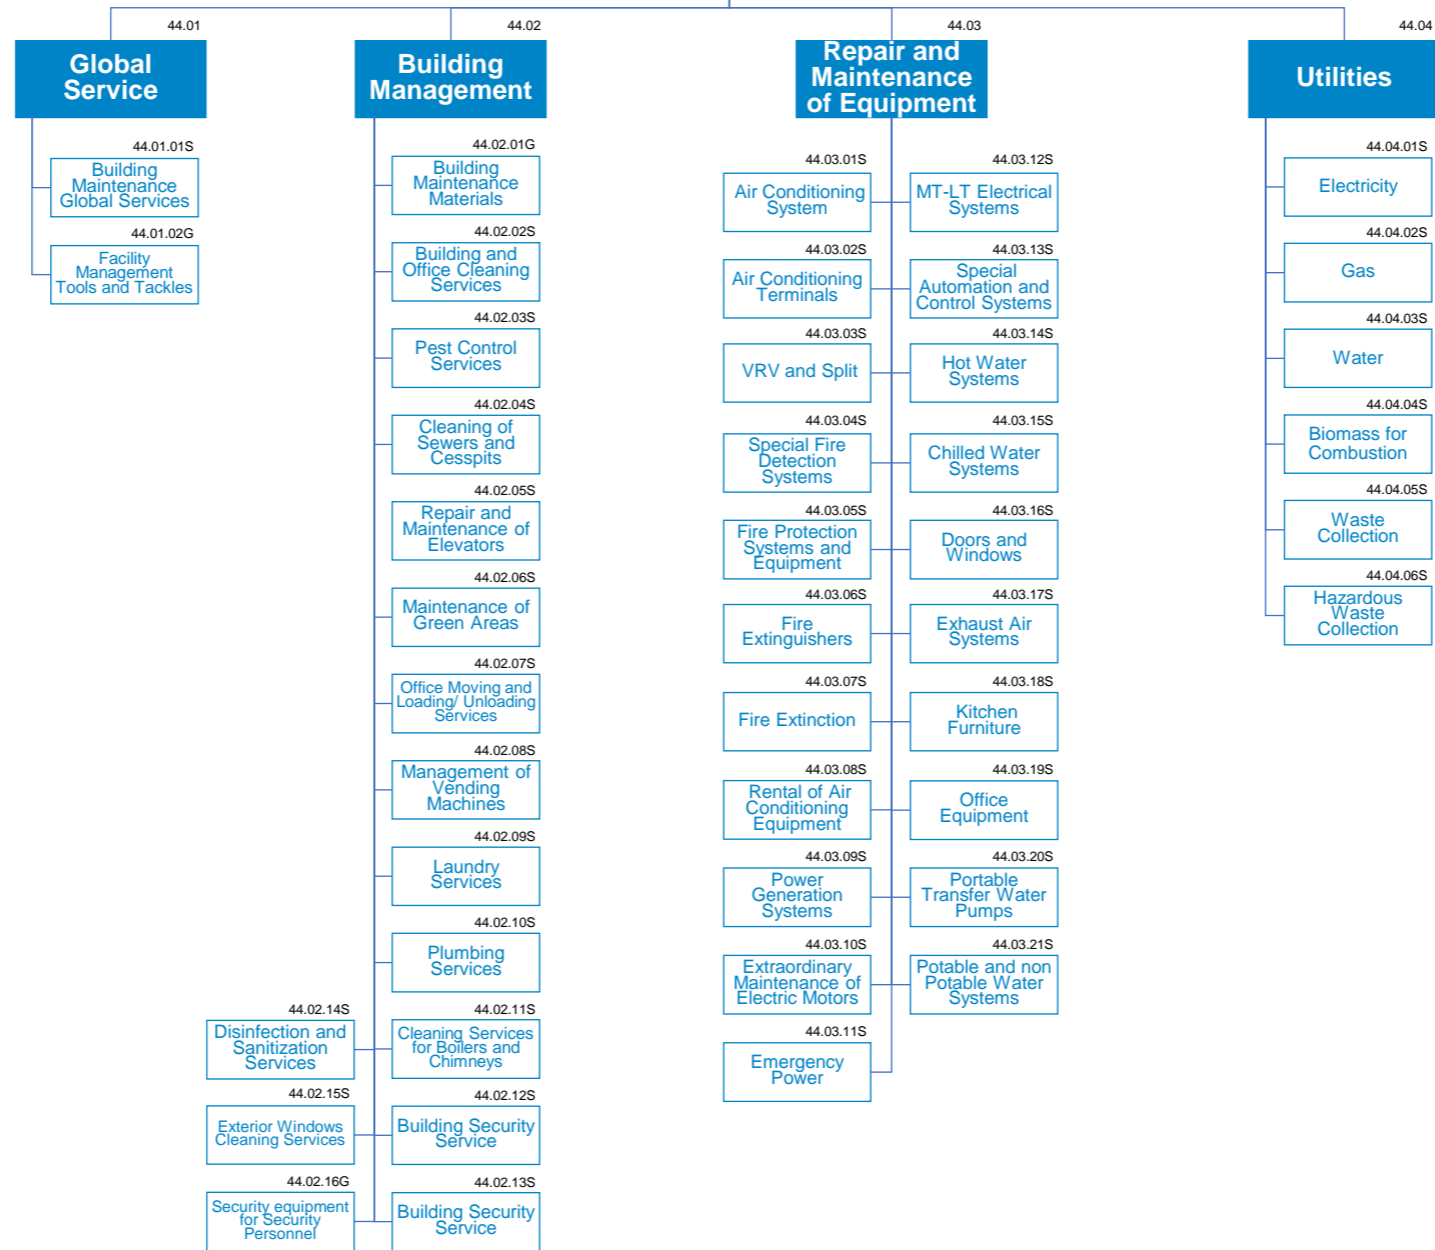 44.01
Global
Service
44.01.01S
Building
Maintenance
Global Services
44.01.02G
Facility
Management
Tools and Tackles
44.02
Building
Management
44.02.01G
Building
Maintenance
Materials
44.02.02S
Building and
Office Cleaning
Services
44.02.03S
Pest Control
Services
44.02.04S
Cleaning of
Sewers and
Cesspits
44.02.05S
Repair and
Maintenance of
Elevators
44.02.06S
Maintenance of
Green Areas
44.02.07S
Office Moving and
Loading/ Unloading
Services
44.02.08S
Management of
Vending
Machines
44.02.09S
Laundry
Services
44.02.10S
Plumbing
Services
44.02.11S
Cleaning Services
for Boilers and
Chimneys
44.02.12S
Building Security
Service
44.02.13S
Building Security
Service
44.02.14S
Disinfection and
Sanitization
Services
44.02.15S
Exterior Windows
Cleaning Services
44.02.16G
Security equipment
for Security
Personnel
44.03
Repair and
Maintenance
of Equipment
44.03.01S
Air Conditioning
System
44.03.02S
Air Conditioning
Terminals
44.03.03S
VRV and Split
44.03.04S
Special Fire
Detection
Systems
44.03.05S
Fire Protection
Systems and
Equipment
44.03.06S
Fire
Extinguishers
44.03.07S
Fire Extinction
44.03.08S
Rental of Air
Conditioning
Equipment
44.03.09S
Power
Generation
Systems
44.03.10S
Extraordinary
Maintenance of
Electric Motors
44.03.11S
Emergency
Power
44.03.12S
MT-LT Electrical
Systems
44.03.13S
Special
Automation and
Control Systems
44.03.14S
Hot Water
Systems
44.03.15S
Chilled Water
Systems
44.03.16S
Doors and
Windows
44.03.17S
Exhaust Air
Systems
44.03.18S
Kitchen
Furniture
44.03.19S
Office
Equipment
44.03.20S
Portable
Transfer Water
Pumps
44.03.21S
Potable and non
Potable Water
Systems
44.04
Utilities
44.04.01S
Electricity
44.04.02S
Gas
44.04.03S
Water
44.04.04S
Biomass for
Combustion
44.04.05S
Waste
Collection
44.04.06S
Hazardous
Waste
Collection